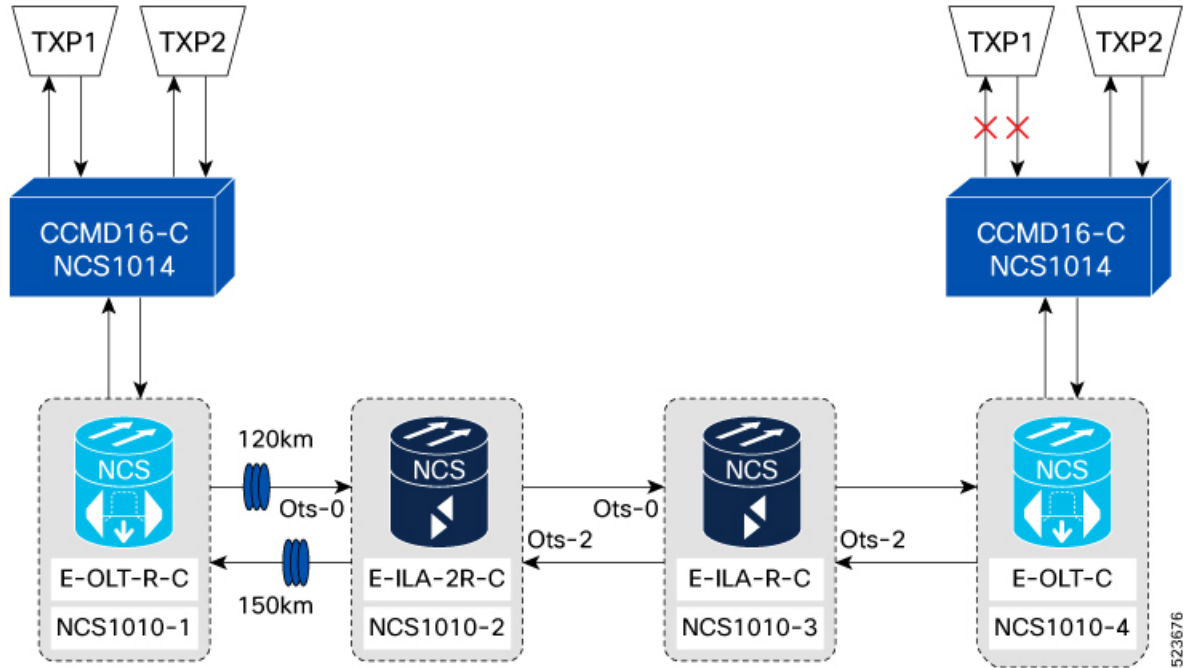 TXP1
TXP2
TXP1
TXP2
CCMD16-C
NCS1014
CCMD16-C
NCS1014
120km
NCS
NCS
NCS
NCS
Ots-0
Ots-0
Ots-2
Ots-2
E-OLT-R-C
E-ILA-2R-C
E-ILA-R-C
E-OLT-C
150km
NCS1010-1
NCS1010-2
NCS1010-3
NCS1010-4
523676